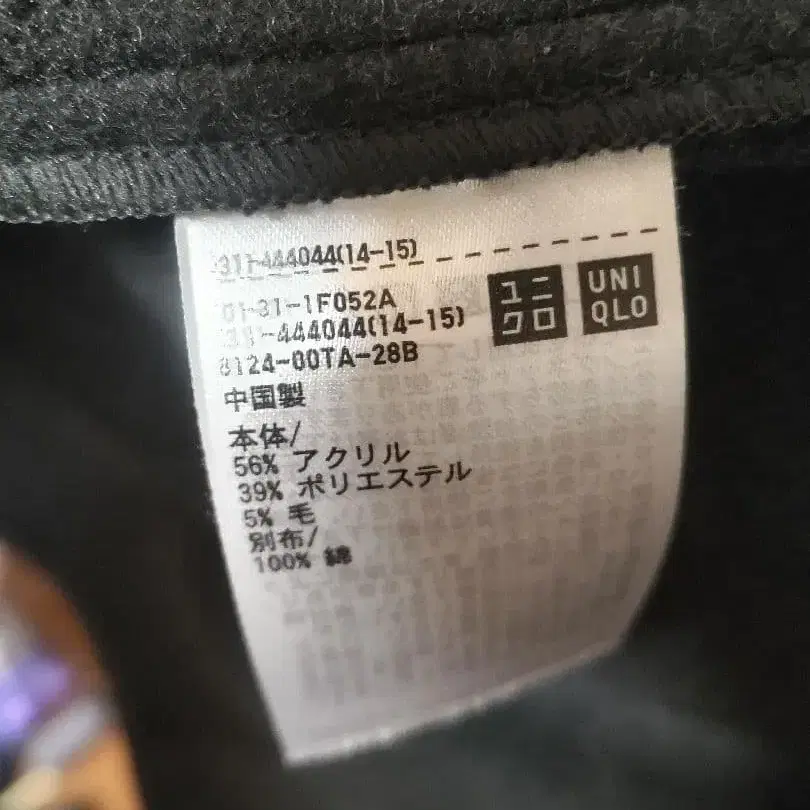 311-444044(14-15)
ユニ
クロ
UNI
QLO
01-31-1F052A
311-444044(14-15)
8124-00TA-28B
中国製
本体/
56% アクリル
39% ポリエステル
5% 毛
別布/
100% 綿